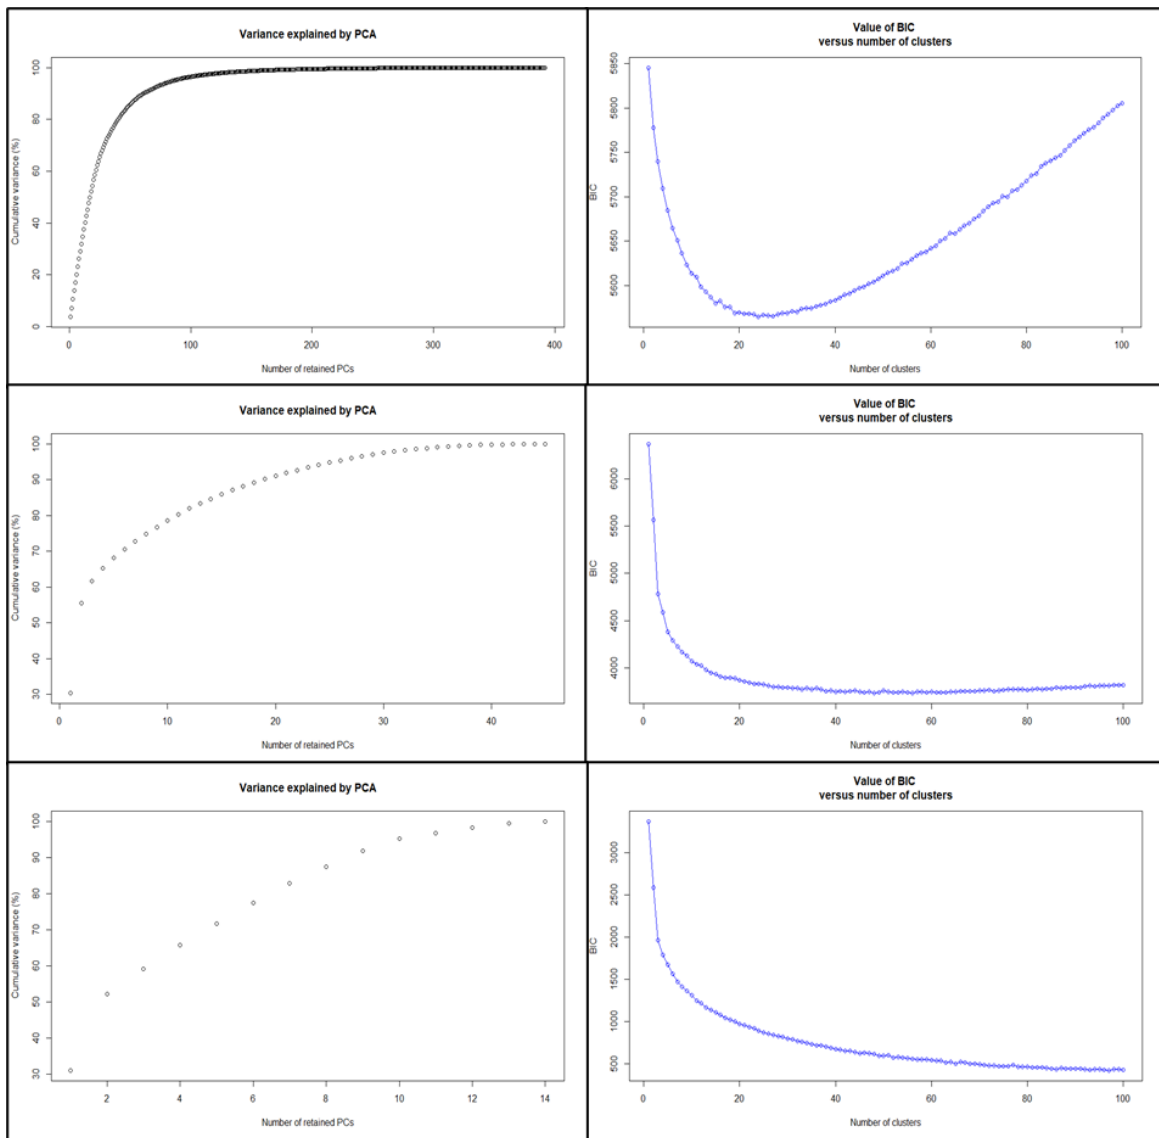 Variance explained by PCA
Cumulative variance (%)
100
80
60
40
20
0
0 100 200 300 400
Number of retained PCs
Value of BIC
versus number of clusters
BIC
5850
5800
5750
5700
5650
5600
0 20 40 60 80 100
Number of clusters
Variance explained by PCA
Cumulative variance (%)
100
90
80
70
60
50
40
30
0 10 20 30 40
Number of retained PCs
Value of BIC
versus number of clusters
BIC
6000
5500
5000
4500
4000
0 20 40 60 80 100
Number of clusters
Variance explained by PCA
Cumulative variance (%)
100
90
80
70
60
50
40
30
2 4 6 8 10 12 14
Number of retained PCs
Value of BIC
versus number of clusters
BIC
3000
2500
2000
1500
1000
500
0 20 40 60 80 100
Number of clusters